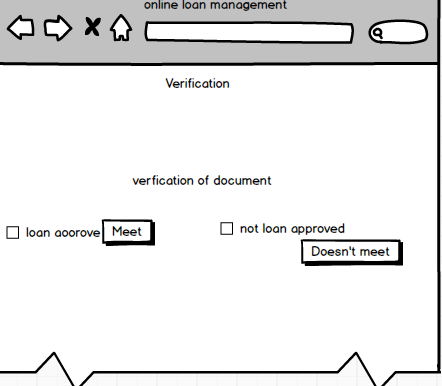 online loan management
Verification
verfication of document
loan aoorove Meet
not loan approved
Doesn't meet